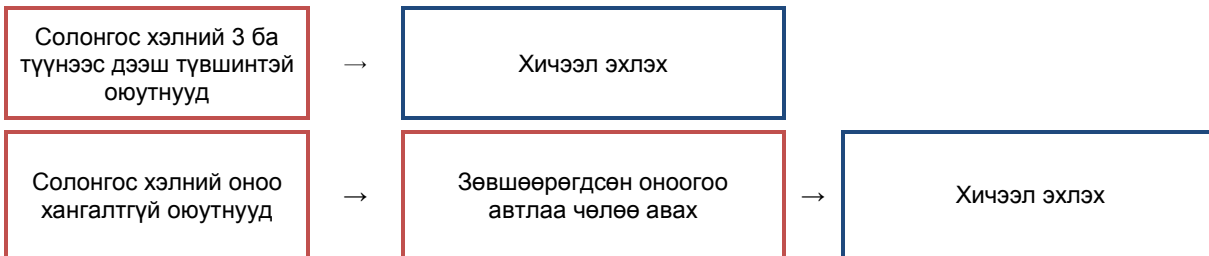 Солонгос хэлний 3 ба
түүнээс дээш түвшинтэй
оюутнууд
→
Хичээл эхлэх
Солонгос хэлний оноо
хангалтгүй оюутнууд
→
Зөвшөөрөгдсөн оноогоо
автлаа чөлөө авах
→
Хичээл эхлэх